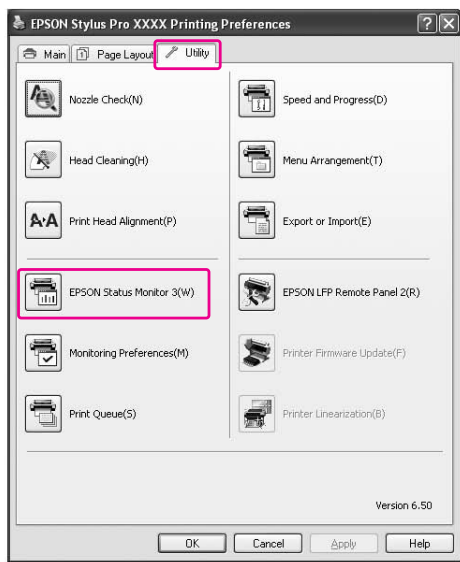 EPSON Stylus Pro XXXX Printing Preferences
Main Page Layout Utility
Nozzle Check(N)
Speed and Progress(D)
Head Cleaning(H)
Menu Arrangement(T)
A·A Print Head Alignment(P)
Export or Import(E)
EPSON Status Monitor 3(W)
EPSON LFP Remote Panel 2(R)
Monitoring Preferences(M)
Printer Firmware Update(F)
Print Queue(S)
Printer Linearization(B)
Version 6.50
OK Cancel Apply Help